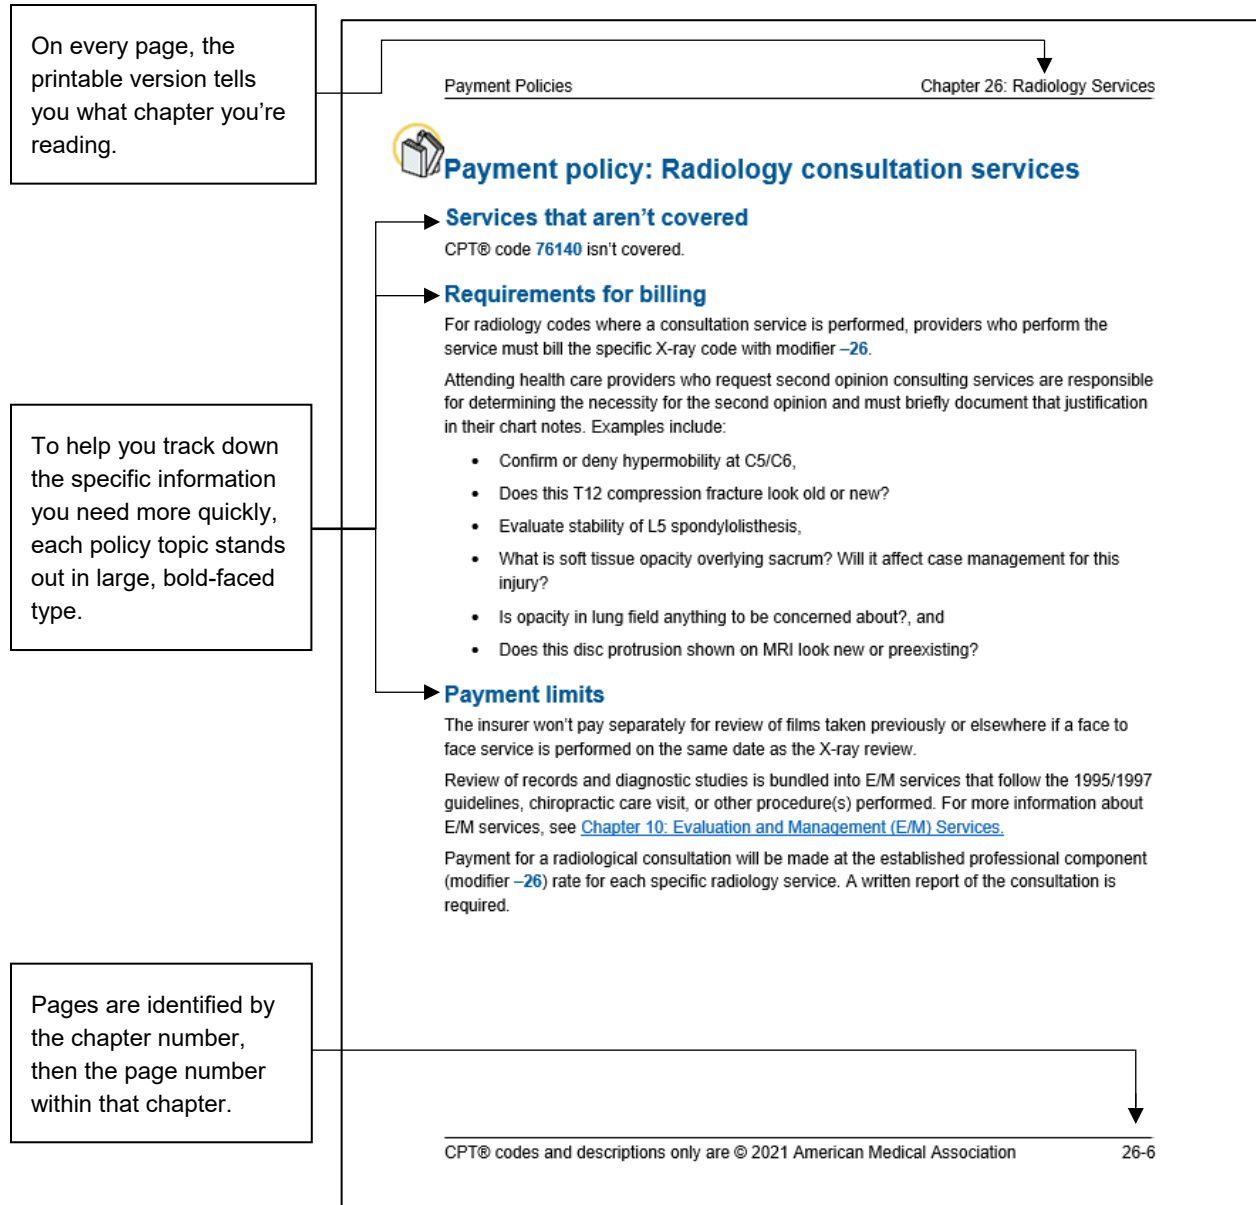 On every page, the
printable version tells
you what chapter you're
reading.
Payment Policies
Chapter 26: Radiology Services
Payment policy: Radiology consultation services
Services that aren't covered
CPT® code 76140 isn't covered.
Requirements for billing
For radiology codes where a consultation service is performed, providers who perform the
service must bill the specific X-ray code with modifier –26.
Attending health care providers who request second opinion consulting services are responsible
for determining the necessity for the second opinion and must briefly document that justification
in their chart notes. Examples include:
• Confirm or deny hypermobility at C5/C6,
• Does this T12 compression fracture look old or new?
• Evaluate stability of L5 spondylolisthesis,
• What is soft tissue opacity overlying sacrum? Will it affect case management for this
injury?
• Is opacity in lung field anything to be concerned about?, and
• Does this disc protrusion shown on MRI look new or preexisting?
To help you track down
the specific information
you need more quickly,
each policy topic stands
out in large, bold-faced
type.
Payment limits
The insurer won't pay separately for review of films taken previously or elsewhere if a face to
face service is performed on the same date as the X-ray review.
Review of records and diagnostic studies is bundled into E/M services that follow the 1995/1997
guidelines, chiropractic care visit, or other procedure(s) performed. For more information about
E/M services, see Chapter 10: Evaluation and Management (E/M) Services.
Payment for a radiological consultation will be made at the established professional component
(modifier –26) rate for each specific radiology service. A written report of the consultation is
required.
Pages are identified by
the chapter number,
then the page number
within that chapter.
CPT® codes and descriptions only are © 2021 American Medical Association
26-6